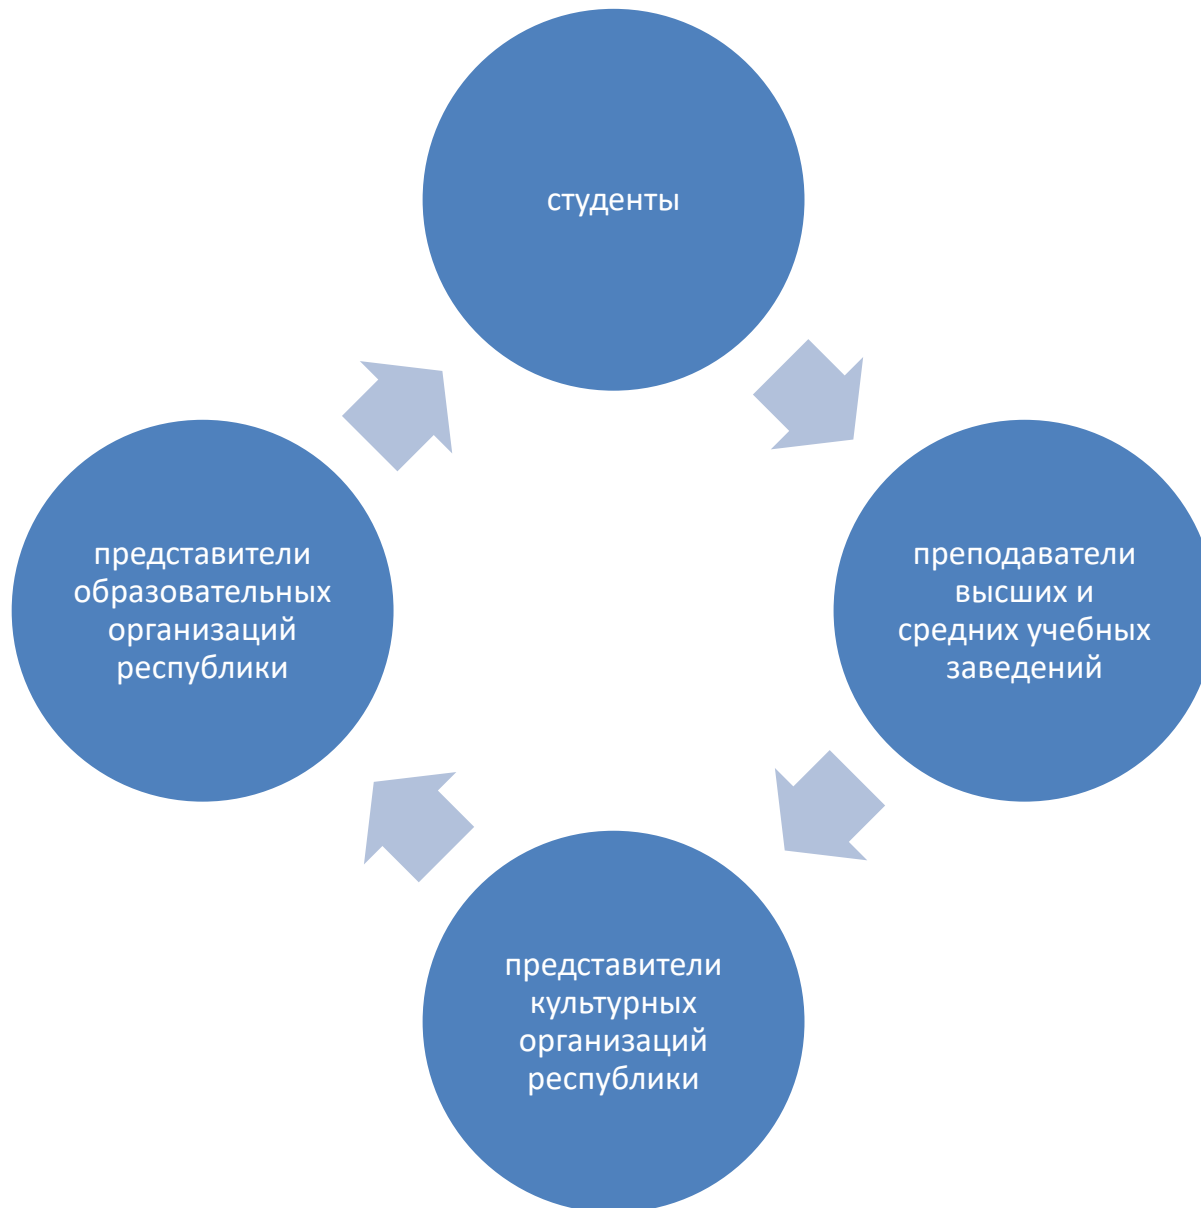 студенты
представители
образовательных
организаций
республики
преподаватели
высших и
средних учебных
заведений
представители
культурных
организаций
республики